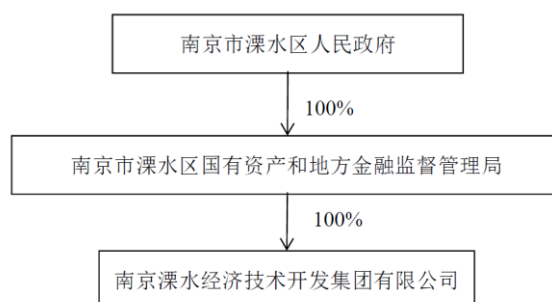 南京市溧水区人民政府
100%
南京市溧水区国有资产和地方金融监督管理局
100%
南京溧水经济技术开发集团有限公司